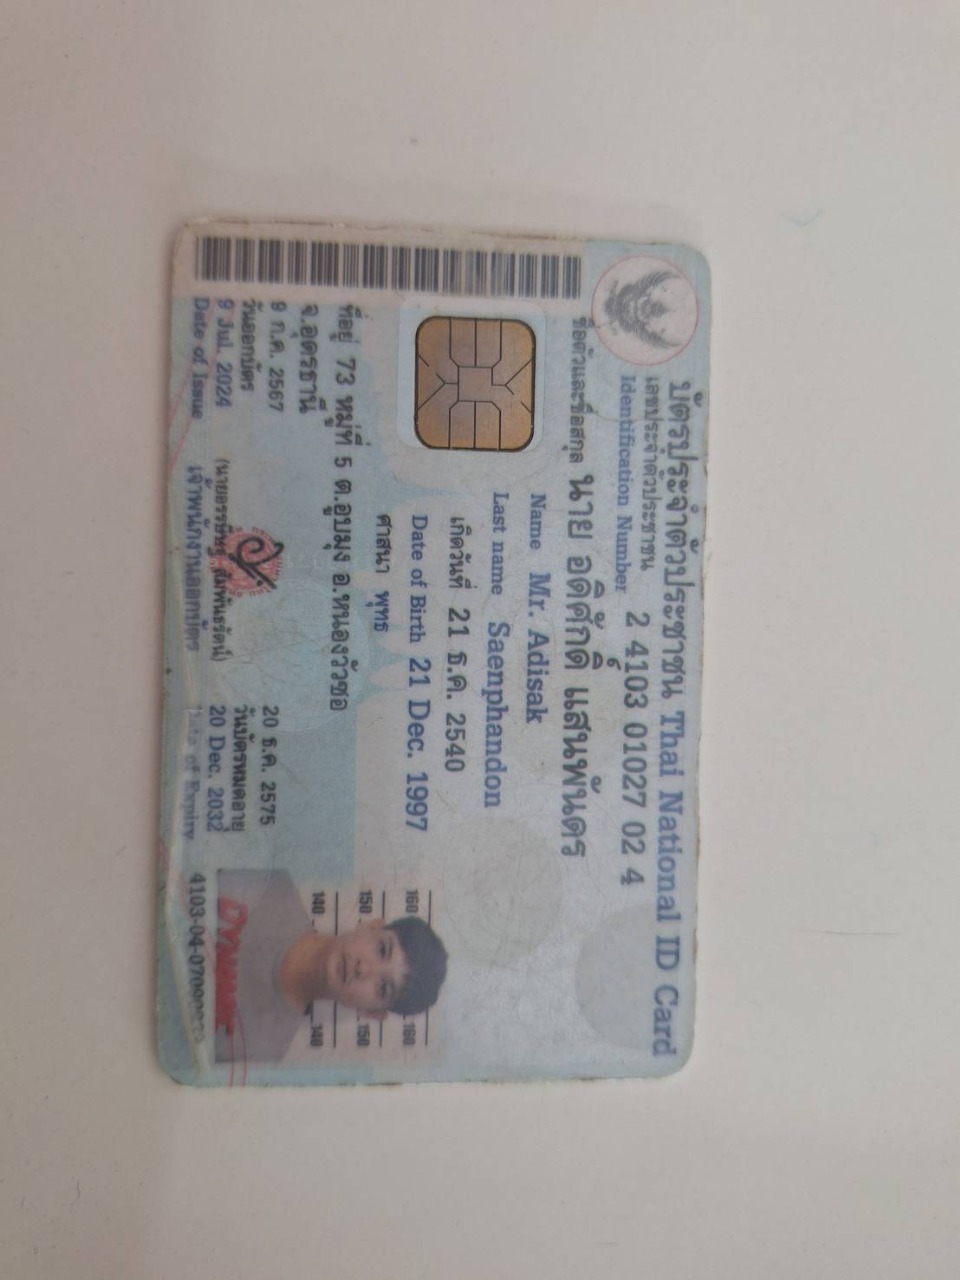 บัตรประจำตัวประชาชน Thai National ID Card
เลขประจำตัวประชาชน
Identification Number
2 4103 01027 02 4
ชื่อตัวและชื่อสกุล นาย อดิศักดิ์ แสนพันดร
Name Mr. Adisak
Last name Saenphandon
เกิดวันที่ 21 ธ.ค. 2540
Date of Birth 21 Dec. 1997
ศาสนา พุทธ
ที่อยู่ 73 หมู่ที่ 5 ต.อูบมุง อ.หนองวัวซอ
จ.อุดรธานี
9 ก.ค. 2567
วันออกบัตร
9 Jul. 2024
Date of Issue
เจ้าพนักงานออกบัตร
20 ธ.ค. 2575
วันบัตรหมดอายุ
20 Dec. 2032
Date of Expiry
160 160
150 150
140 140